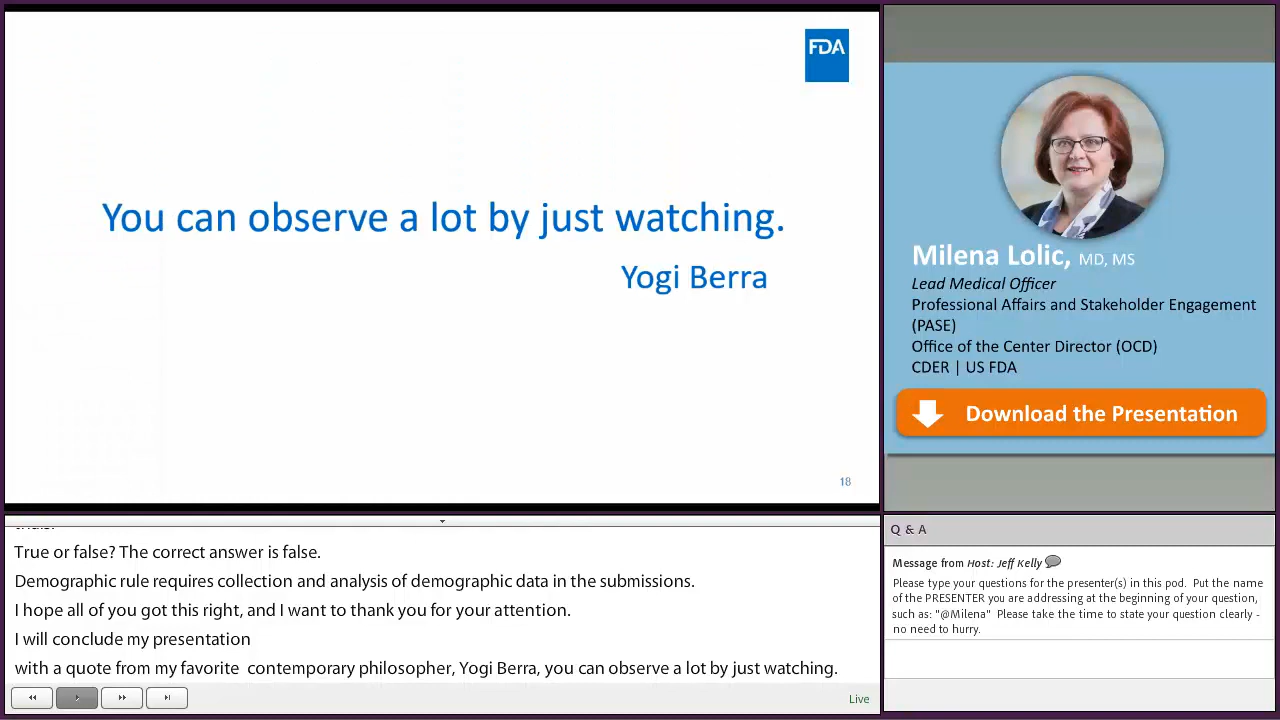 FDA
You can observe a lot by just watching.
Yogi Berra
18
Milena Lolic, MD, MS
Lead Medical Officer
Professional Affairs and Stakeholder Engagement
(PASE)
Office of the Center Director (OCD)
CDER | US FDA
Download the Presentation
True or false? The correct answer is false.
Demographic rule requires collection and analysis of demographic data in the submissions.
I hope all of you got this right, and I want to thank you for your attention.
I will conclude my presentation
with a quote from my favorite contemporary philosopher, Yogi Berra, you can observe a lot by just watching.
Live
Q & A
Message from Host: Jeff Kelly
Please type your questions for the presenter(s) in this pod. Put the name
of the PRESENTER you are addressing at the beginning of your question,
such as: "@Milena" Please take the time to state your question clearly -
no need to hurry.